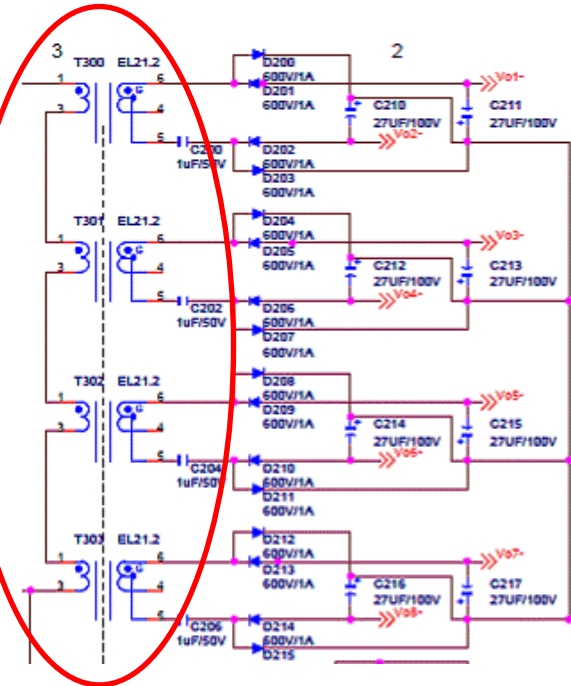 3
2
T300 EL21.2
1
6
3
4
5
D200
600V/1A
D201
600V/1A
C210
27UF/100V
C211
27UF/100V
Vo1-
Vo2-
C200
1uF/50V
D202
600V/1A
D203
600V/1A
T301 EL21.2
1
6
3
4
5
D204
600V/1A
D205
600V/1A
C212
27UF/100V
C213
27UF/100V
Vo3-
Vo4-
C202
1uF/50V
D206
600V/1A
D207
600V/1A
T302 EL21.2
1
6
3
4
5
D208
600V/1A
D209
600V/1A
C214
27UF/100V
C215
27UF/100V
Vo5-
Vo6-
C204
1uF/50V
D210
600V/1A
D211
600V/1A
T303 EL21.2
1
6
3
4
5
D212
600V/1A
D213
600V/1A
C216
27UF/100V
C217
27UF/100V
Vo7-
Vo8-
C206
1uF/50V
D214
600V/1A
D215